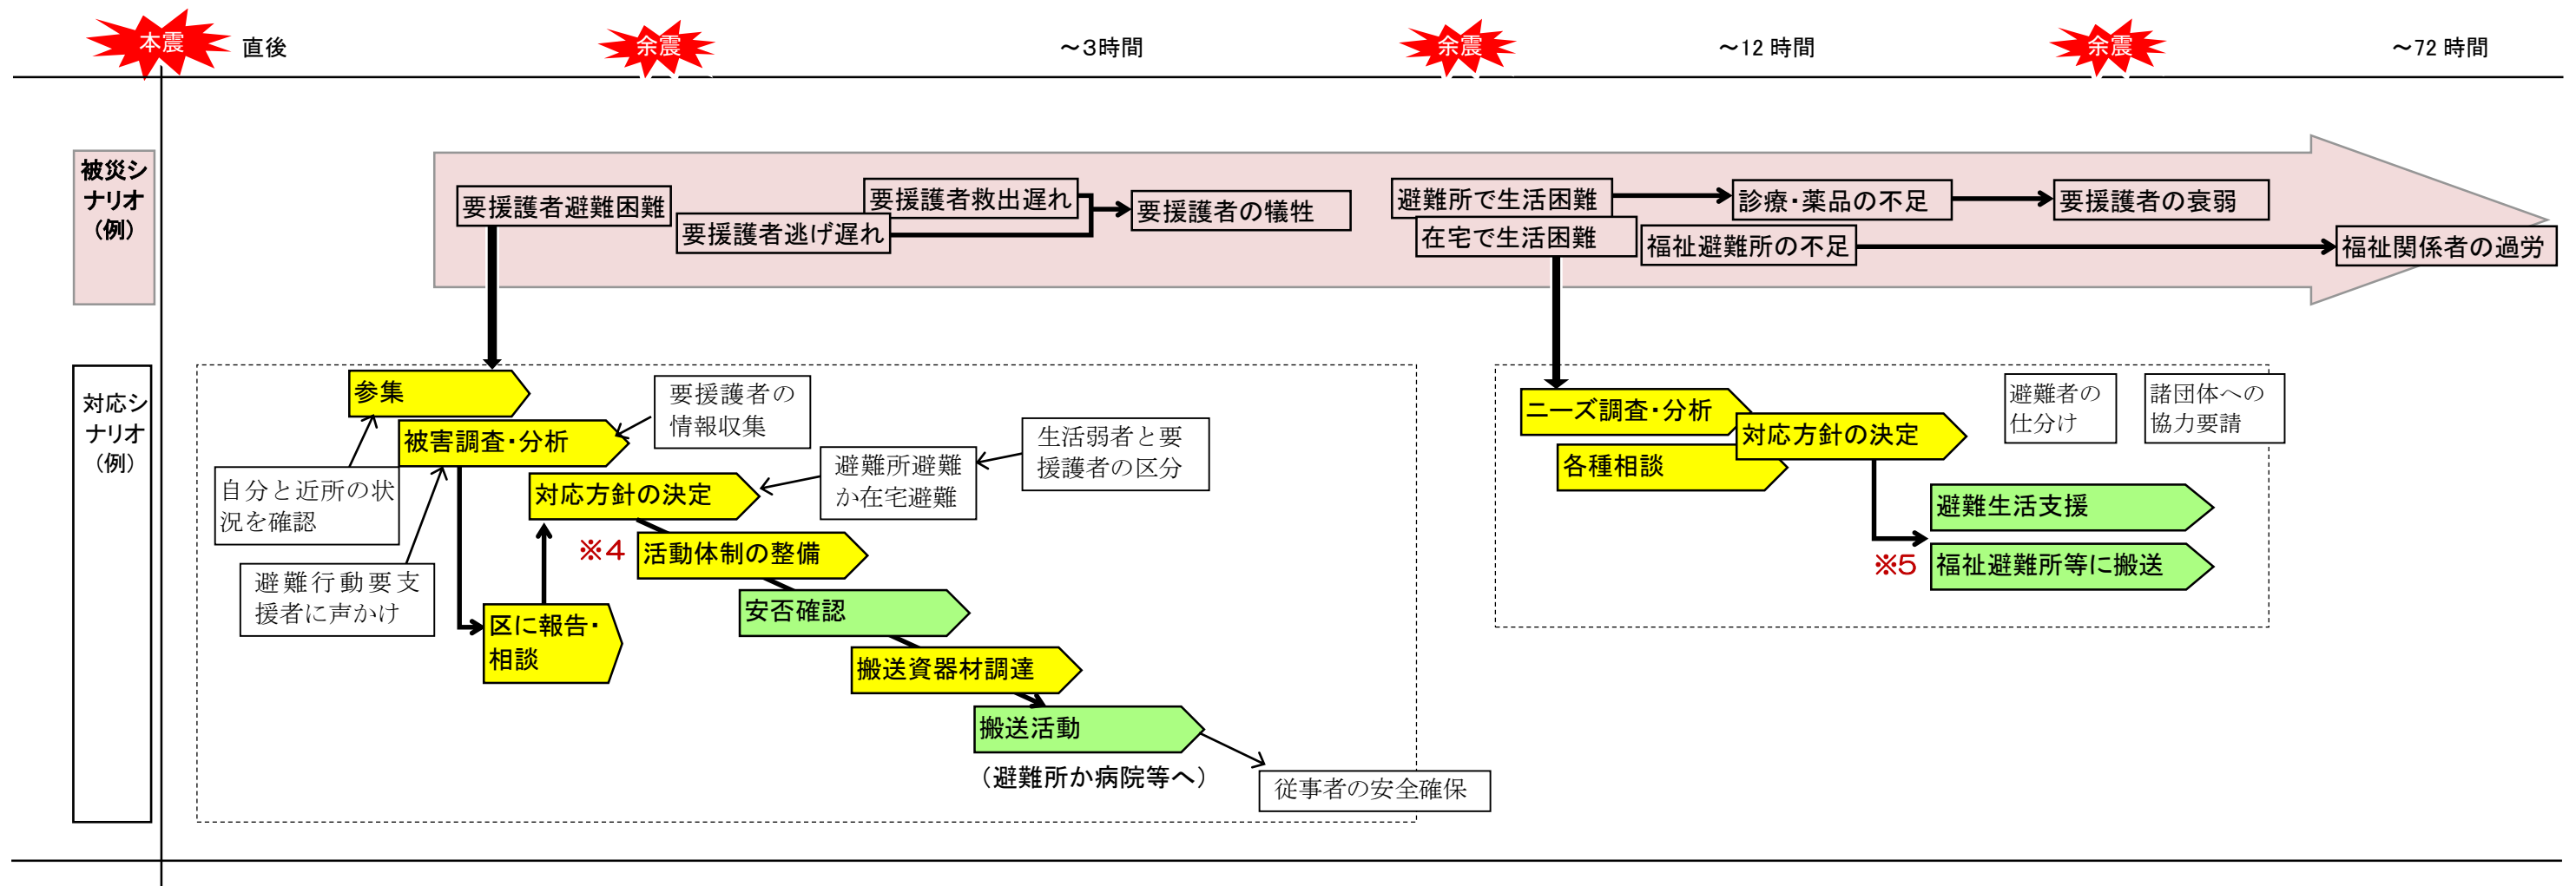 本震
直後
余震
～3時間
余震
～12 時間
余震
～72 時間
被災シ
ナリオ
（例）
要援護者避難困難
要援護者逃げ遅れ
要援護者救出遅れ
要援護者の犠牲
避難所で生活困難
在宅で生活困難
診療・薬品の不足
福祉避難所の不足
要援護者の衰弱
福祉関係者の過労
対応シ
ナリオ
（例）
参集
被害調査・分析
要援護者の
情報収集
自分と近所の状
況を確認
避難行動要支
援者に声かけ
対応方針の決定
避難所避難
か在宅避難
生活弱者と要
援護者の区分
※4
活動体制の整備
区に報告・
相談
安否確認
搬送資器材調達
搬送活動
（避難所か病院等へ）
従事者の安全確保
ニーズ調査・分析
対応方針の決定
各種相談
避難者の
仕分け
諸団体への
協力要請
避難生活支援
※5
福祉避難所等に搬送